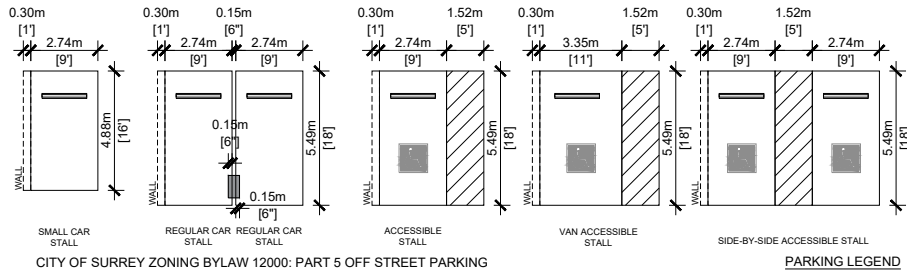 0.30m 0.30m 0.15m 0.30m 1.52m 0.30m 1.52m 0.30m 1.52m
[1'] 2.74m [1'] 2.74m [6"] 2.74m [1'] 2.74m [5'] [1'] 3.35m [5'] [1'] 2.74m [5'] 2.74m
[9'] [9'] [9'] [9'] [11'] [9'] [9']
4.88m
[16']
0.15m
[6"]
0.15m
[6"]
5.49m
[18']
5.49m
[18']
5.49m
[18']
5.49m
[18']
WALL
WALL
WALL
WALL
WALL
SMALL CAR
STALL
REGULAR CAR
STALL
REGULAR CAR
STALL
ACCESSIBLE
STALL
VAN ACCESSIBLE
STALL
SIDE-BY-SIDE ACCESSIBLE STALL
CITY OF SURREY ZONING BYLAW 12000: PART 5 OFF STREET PARKING
PARKING LEGEND